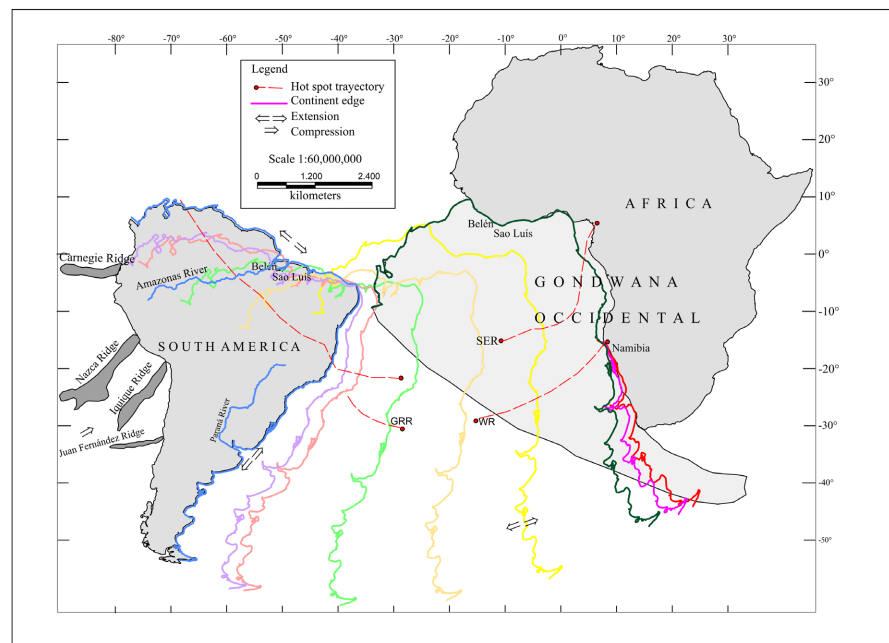 -80° -70° -60° -50° -40° -30° -20° -10° 0° 10° 20° 30°
Legend
Hot spot trayectory
Continent edge
Extension
Compression
Scale 1:60,000,000
0 1.200 2.400
kilometers
30°
20°
10°
0°
-10°
-20°
-30°
-40°
-50°
AFRICA
Belén
Sao Luís
GONDWANA
OCCIDENTAL
Carnegie Ridge
Amazonas River
Belén
Sao Luís
SOUTH AMERICA
SER
Namibia
Nazca Ridge
Iquique Ridge
Paraná River
Juan Fernández Ridge
GRR
WR